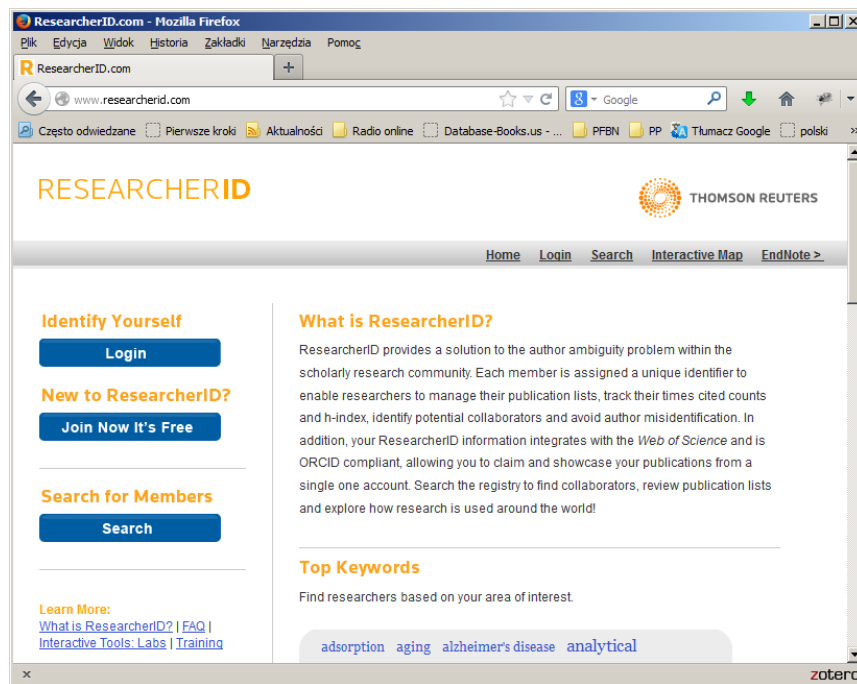 ResearcherID.com - Mozilla Firefox
Plik Edycja Widok Historia Zakładki Narzędzia Pomoc
ResearcherID.com
www.researcherid.com
Google
Często odwiedzane Pierwsze kroki Aktualności Radio online Database-Books.us - ... PFBN PP Tłumacz Google polski »
RESEARCHERID
THOMSON REUTERS
Home Login Search Interactive Map EndNote >
Identify Yourself
Login
New to ResearcherID?
Join Now It's Free
Search for Members
Search
Learn More:
What is ResearcherID? | FAQ |
Interactive Tools: Labs | Training
What is ResearcherID?
ResearcherID provides a solution to the author ambiguity problem within the
scholarly research community. Each member is assigned a unique identifier to
enable researchers to manage their publication lists, track their times cited counts
and h-index, identify potential collaborators and avoid author misidentification. In
addition, your ResearcherID information integrates with the Web of Science and is
ORCID compliant, allowing you to claim and showcase your publications from a
single one account. Search the registry to find collaborators, review publication lists
and explore how research is used around the world!
Top Keywords
Find researchers based on your area of interest.
adsorption aging alzheimer's disease analytical
zotero